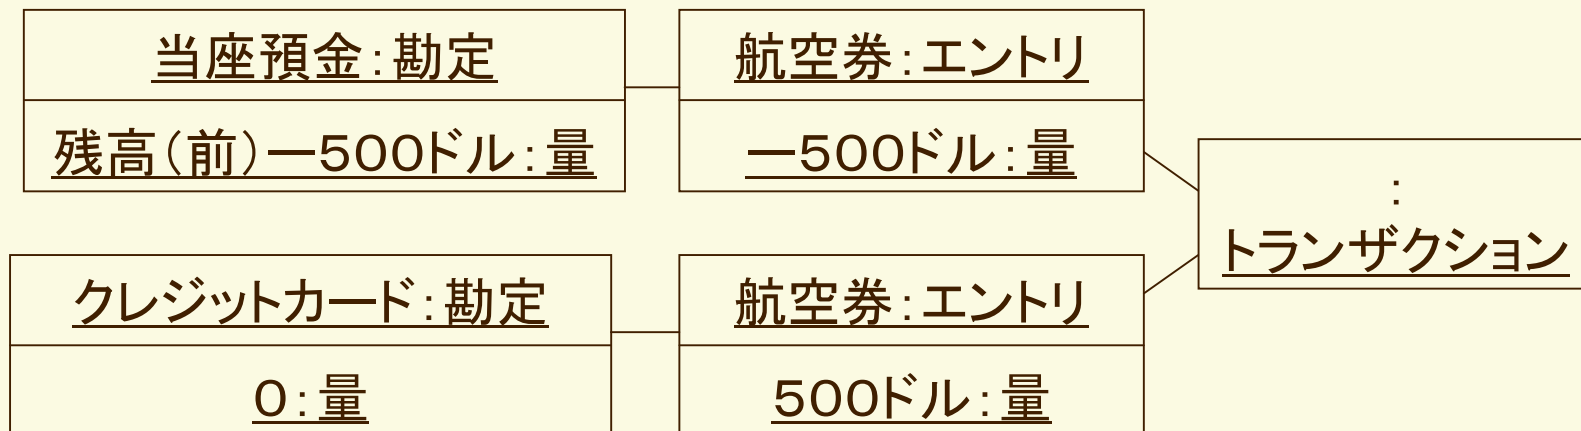 当座預金：勘定
残高（前）ー５００ドル：量
航空券：エントリ
ー５００ドル：量
：
トランザクション
クレジットカード：勘定
０：量
航空券：エントリ
５００ドル：量